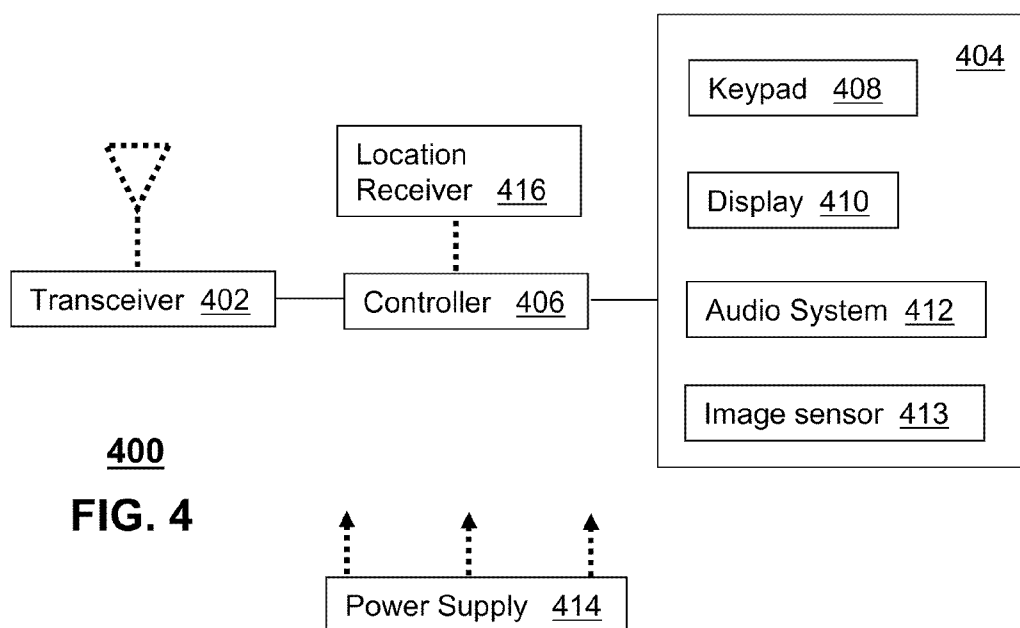 404
Keypad 408
Location
Receiver 416
Display 410
Transceiver 402
Controller 406
Audio System 412
Image sensor 413
400
FIG. 4
Power Supply 414